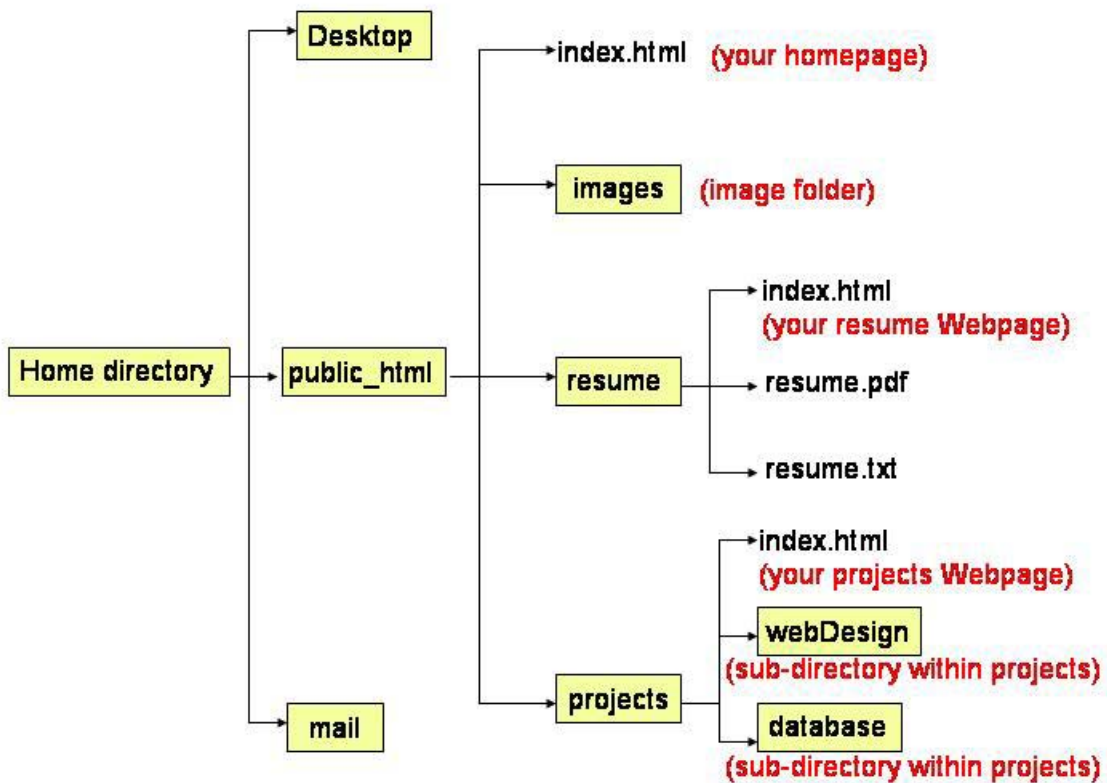 Desktop
index.html (your homepage)
images (image folder)
index.html
(your resume Webpage)
Home directory
public_html
resume
resume.pdf
resume.txt
index.html
(your projects Webpage)
webDesign
(sub-directory within projects)
projects
mail
database
(sub-directory within projects)